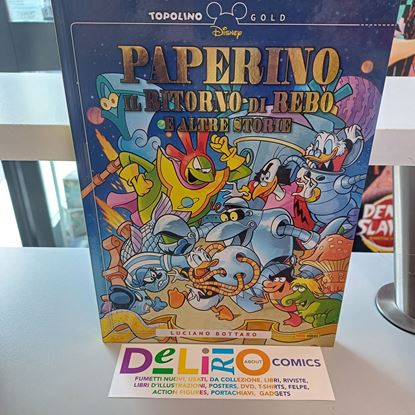 TOPOLINO GOLD
Disney
PAPERINO
IL RITORNO DI REBO
E ALTRE STORIE
LUCIANO BOTTARO
DELIRIO ABOUT COMICS
FUMETTI NUOVI, USATI, DA COLLEZIONE, LIBRI, RIVISTE,
LIBRI D'ILLUSTRAZIONI, POSTERS, DVD, T-SHIRTS, FELPE,
ACTION FIGURES, PORTACHIAVI, GADGETS